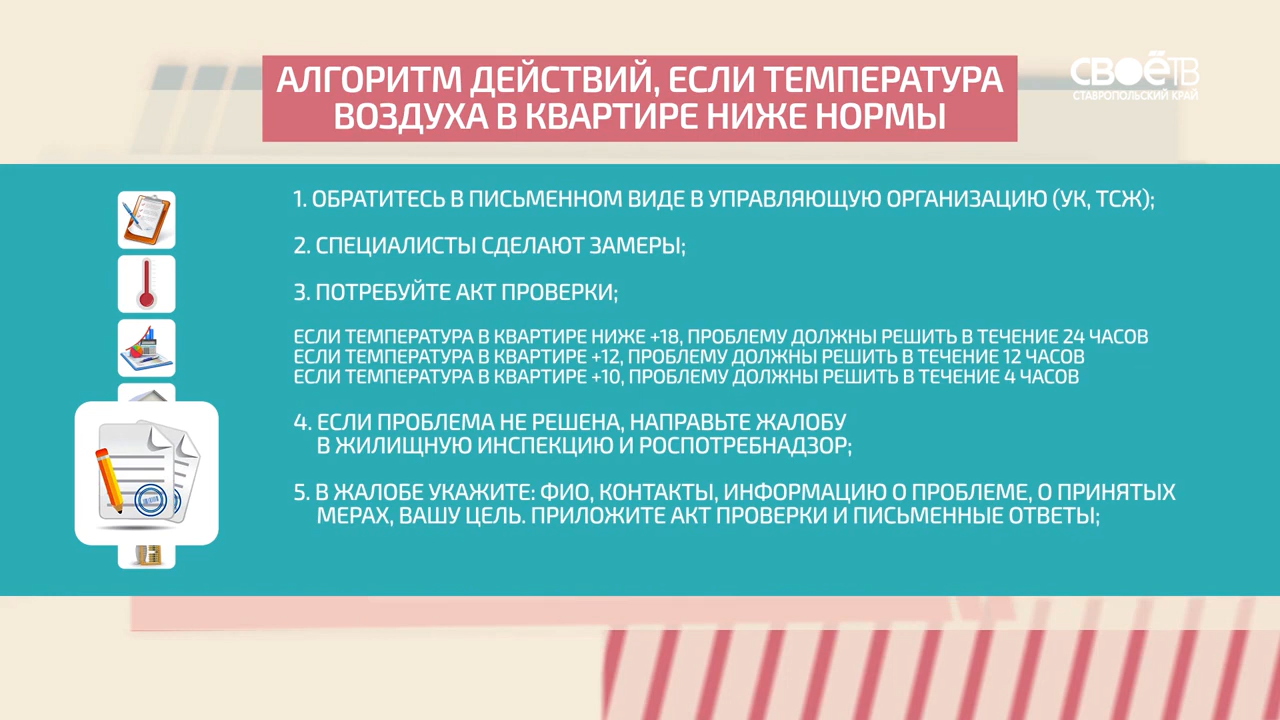 АЛГОРИТМ ДЕЙСТВИЙ, ЕСЛИ ТЕМПЕРАТУРА
ВОЗДУХА В КВАРТИРЕ НИЖЕ НОРМЫ
СВОЁТВ
СТАВРОПОЛЬСКИЙ КРАЙ
1. ОБРАТИТЕСЬ В ПИСЬМЕННОМ ВИДЕ В УПРАВЛЯЮЩУЮ ОРГАНИЗАЦИЮ (УК, ТСЖ);
2. СПЕЦИАЛИСТЫ СДЕЛАЮТ ЗАМЕРЫ;
3. ПОТРЕБУЙТЕ АКТ ПРОВЕРКИ;
ЕСЛИ ТЕМПЕРАТУРА В КВАРТИРЕ НИЖЕ +18, ПРОБЛЕМУ ДОЛЖНЫ РЕШИТЬ В ТЕЧЕНИЕ 24 ЧАСОВ
ЕСЛИ ТЕМПЕРАТУРА В КВАРТИРЕ +12, ПРОБЛЕМУ ДОЛЖНЫ РЕШИТЬ В ТЕЧЕНИЕ 12 ЧАСОВ
ЕСЛИ ТЕМПЕРАТУРА В КВАРТИРЕ +10, ПРОБЛЕМУ ДОЛЖНЫ РЕШИТЬ В ТЕЧЕНИЕ 4 ЧАСОВ
4. ЕСЛИ ПРОБЛЕМА НЕ РЕШЕНА, НАПРАВЬТЕ ЖАЛОБУ
В ЖИЛИЩНУЮ ИНСПЕКЦИЮ И РОСПОТРЕБНАДЗОР;
5. В ЖАЛОБЕ УКАЖИТЕ: ФИО, КОНТАКТЫ, ИНФОРМАЦИЮ О ПРОБЛЕМЕ, О ПРИНЯТЫХ
МЕРАХ, ВАШУ ЦЕЛЬ. ПРИЛОЖИТЕ АКТ ПРОВЕРКИ И ПИСЬМЕННЫЕ ОТВЕТЫ;